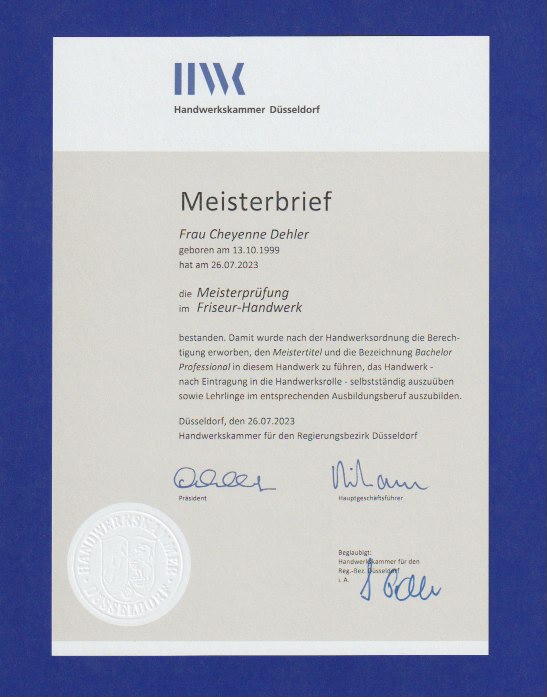 HWK
Handwerkskammer Düsseldorf
Meisterbrief
Frau Cheyenne Dehler
geboren am 13.10.1999
hat am 26.07.2023
die Meisterprüfung
im Friseur-Handwerk
bestanden. Damit wurde nach der Handwerksordnung die Berech-
tigung erworben, den Meistertitel und die Bezeichnung Bachelor
Professional in diesem Handwerk zu führen, das Handwerk -
nach Eintragung in die Handwerksrolle - selbstständig auszuüben
sowie Lehrlinge im entsprechenden Ausbildungsberuf auszubilden.
Düsseldorf, den 26.07.2023
Handwerkskammer für den Regierungsbezirk Düsseldorf
Präsident
Hauptgeschäftsführer
HANDWERKSKAMMER
DÜSSELDORF
Beglaubigt:
Handwerkskammer für den
Reg.-Bez. Düsseldorf
i. A.